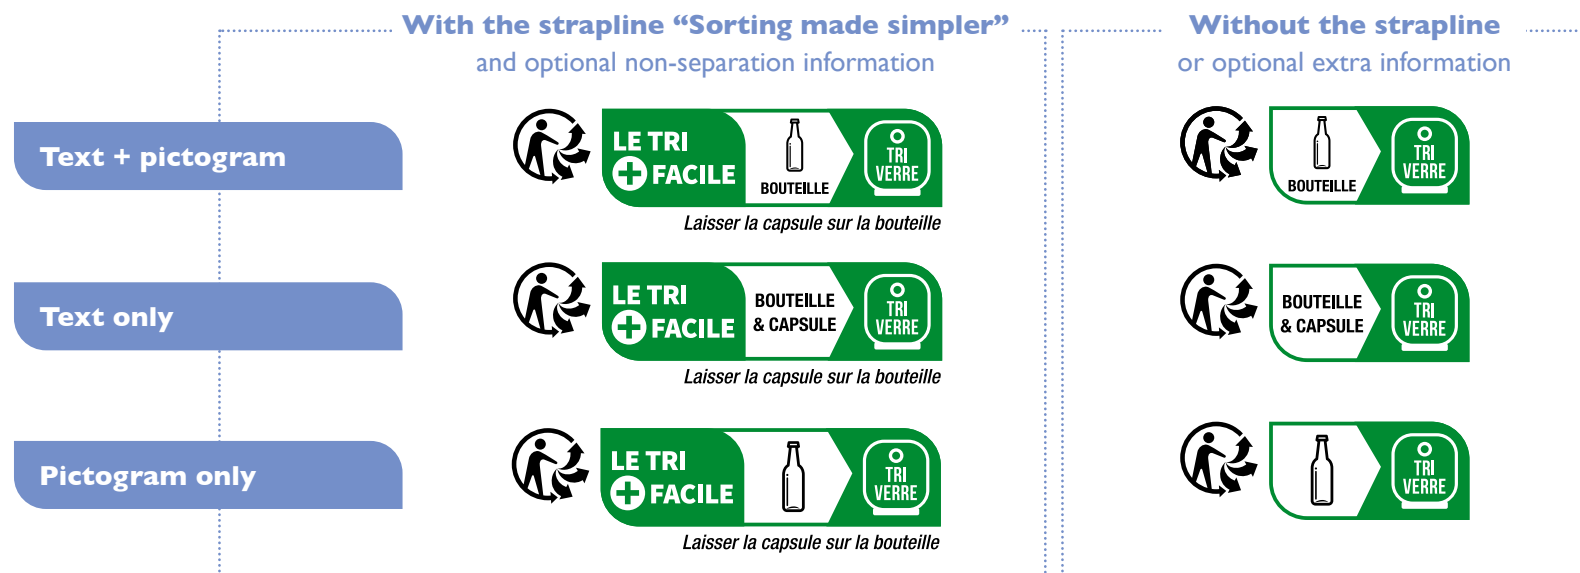 With the strapline “Sorting made simpler”
and optional non-separation information
Without the strapline
or optional extra information
Text + pictogram
LE TRI
+ FACILE
BOUTEILLE
TRI
VERRE
Laisser la capsule sur la bouteille
BOUTEILLE
TRI
VERRE
Text only
LE TRI
+ FACILE
BOUTEILLE
& CAPSULE
TRI
VERRE
Laisser la capsule sur la bouteille
BOUTEILLE
& CAPSULE
TRI
VERRE
Pictogram only
LE TRI
+ FACILE
TRI
VERRE
Laisser la capsule sur la bouteille
TRI
VERRE